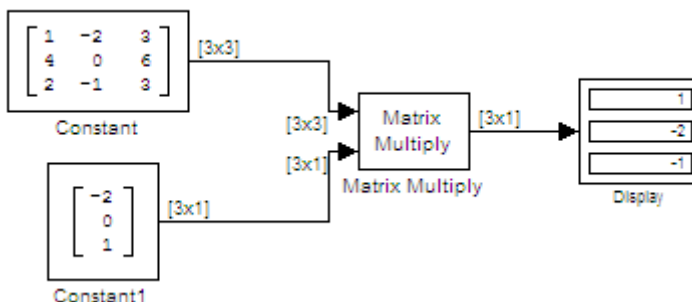 1 -2 3
4 0 6
2 -1 3
Constant
[3x3]
[3x3]
Matrix
Multiply
Matrix Multiply
[3x1]
1
-2
-1
Display
-2
0
1
Constant1
[3x1]
[3x1]